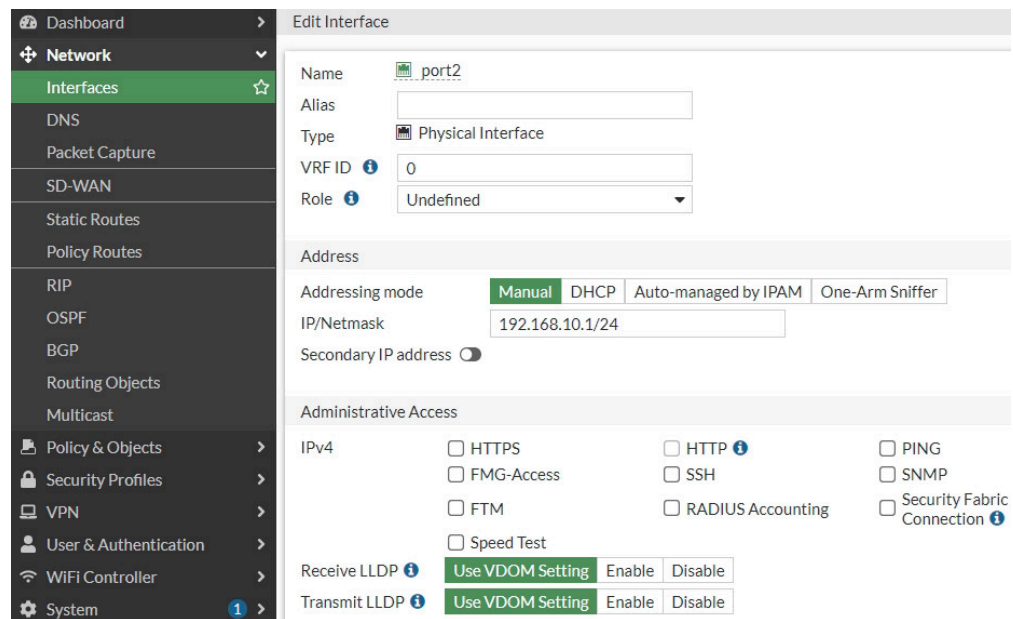 Dashboard
Network
Interfaces
DNS
Packet Capture
SD-WAN
Static Routes
Policy Routes
RIP
OSPF
BGP
Routing Objects
Multicast
Policy & Objects
Security Profiles
VPN
User & Authentication
WiFi Controller
System 1
Edit Interface
Name port2
Alias
Type Physical Interface
VRF ID 0
Role Undefined
Address
Addressing mode Manual DHCP Auto-managed by IPAM One-Arm Sniffer
IP/Netmask 192.168.10.1/24
Secondary IP address
Administrative Access
IPv4 HTTPS HTTP PING
FMG-Access SSH SNMP
FTM RADIUS Accounting Security Fabric
Connection
Speed Test
Receive LLDP Use VDOM Setting Enable Disable
Transmit LLDP Use VDOM Setting Enable Disable